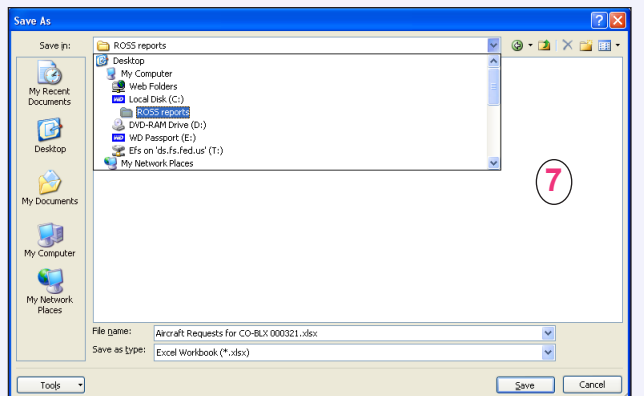 Save As
Save in:
ROSS reports
Desktop
My Computer
Web Folders
WD Local Disk (C:)
ROSS reports
DVD-RAM Drive (D:)
WD WD Passport (E:)
Efs on 'ds.fs.fed.us' (T:)
My Network Places
My Recent
Documents
Desktop
My Documents
My Computer
My Network
Places
7
File name:
Aircraft Requests for CO-BLX 000321.xlsx
Save as type:
Excel Workbook (*.xlsx)
Tools
Save
Cancel